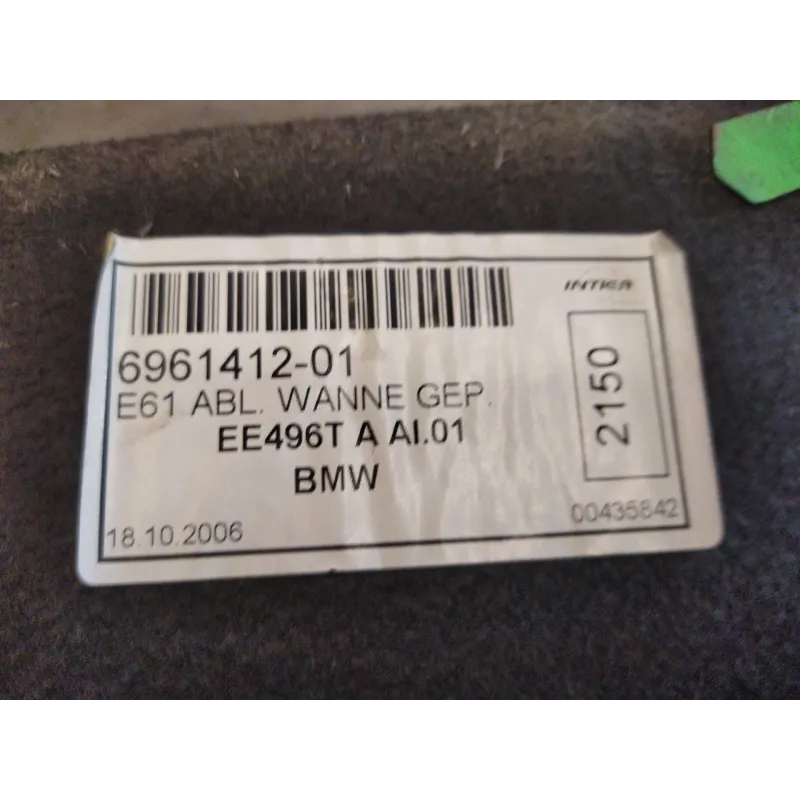 INTIER
6961412-01
E61 ABL. WANNE GEP.
2150
EE496T A AI.01
BMW
18.10.2006
00435842